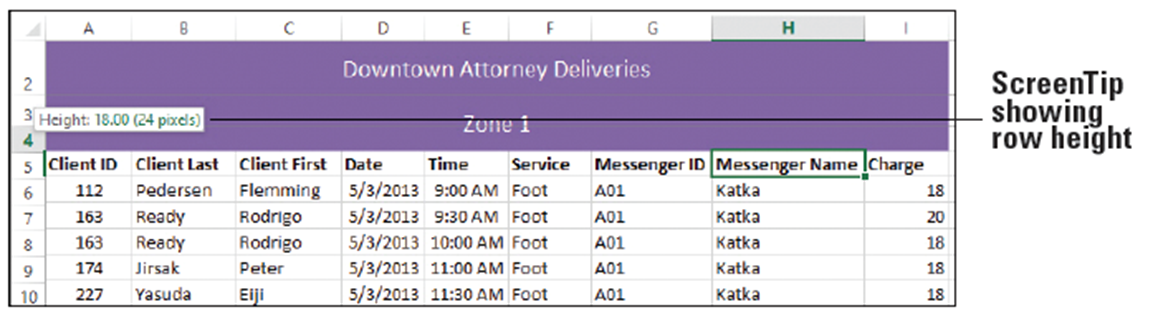 A B C D E F G H I
2 Downtown Attorney Deliveries
3 Height: 18.00 (24 pixels) Zone 1
4
ScreenTip
showing
row height
5 Client ID Client Last Client First Date Time Service Messenger ID Messenger Name Charge
6 112 Pedersen Flemming 5/3/2013 9:00 AM Foot A01 Katka 18
7 163 Ready Rodrigo 5/3/2013 9:30 AM Foot A01 Katka 20
8 163 Ready Rodrigo 5/3/2013 10:00 AM Foot A01 Katka 18
9 174 Jirsak Peter 5/3/2013 11:00 AM Foot A01 Katka 18
10 227 Yasuda Eiji 5/3/2013 11:30 AM Foot A01 Katka 18